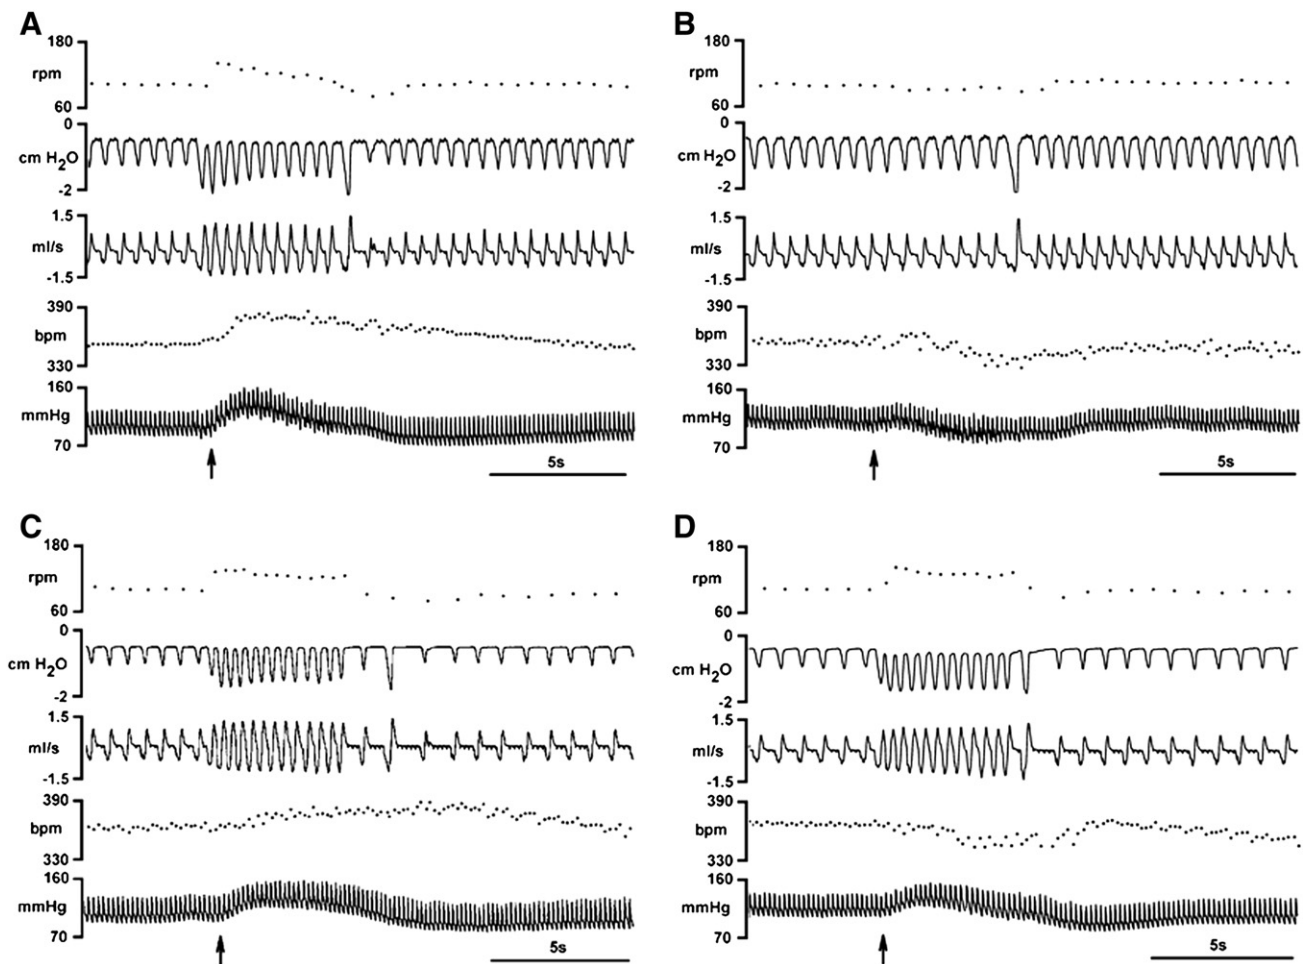 A
180
rpm
60
0
cm H2O
-2
1.5
ml/s
-1.5
390
bpm
330
160
mmHg
70
5s
B
180
rpm
60
0
cm H2O
-2
1.5
ml/s
-1.5
390
bpm
330
160
mmHg
70
5s
C
180
rpm
60
0
cm H2O
-2
1.5
ml/s
-1.5
390
bpm
330
160
mmHg
70
5s
D
180
rpm
60
0
cm H2O
-2
1.5
ml/s
-1.5
390
bpm
330
160
mmHg
70
5s